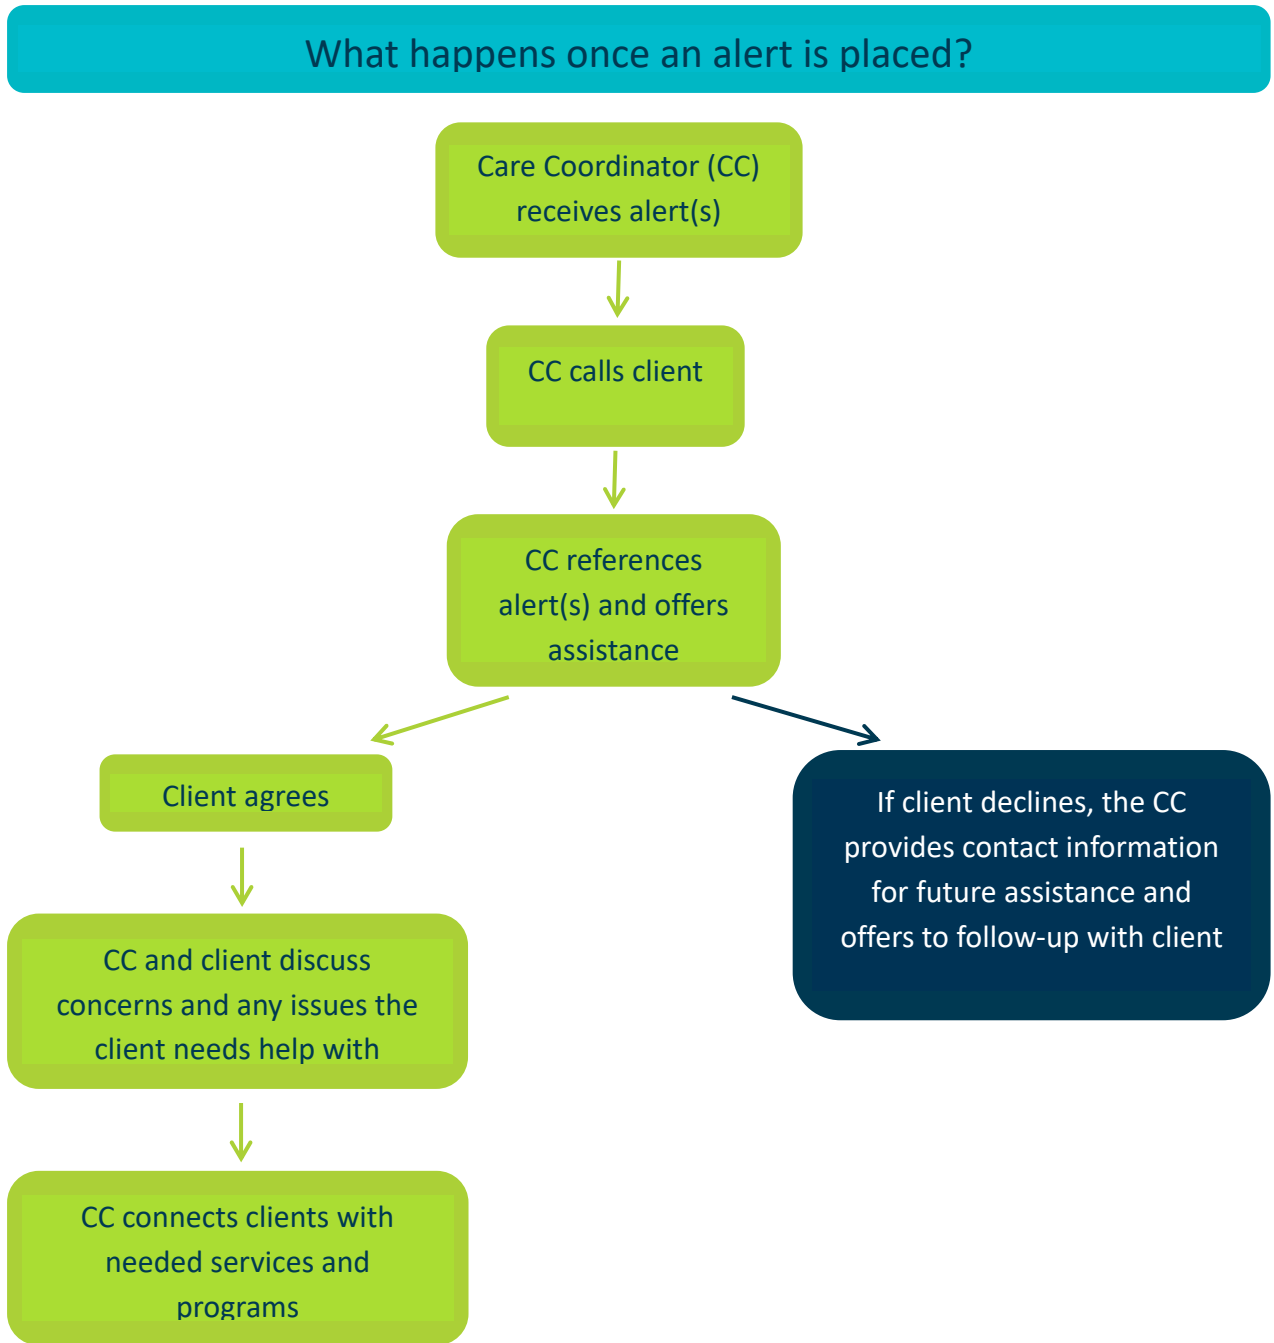 What happens once an alert is placed?
Care Coordinator (CC)
receives alert(s)
CC calls client
CC references
alert(s) and offers
assistance
Client agrees
If client declines, the CC
provides contact information
for future assistance and
offers to follow-up with client
CC and client discuss
concerns and any issues the
client needs help with
CC connects clients with
needed services and
programs